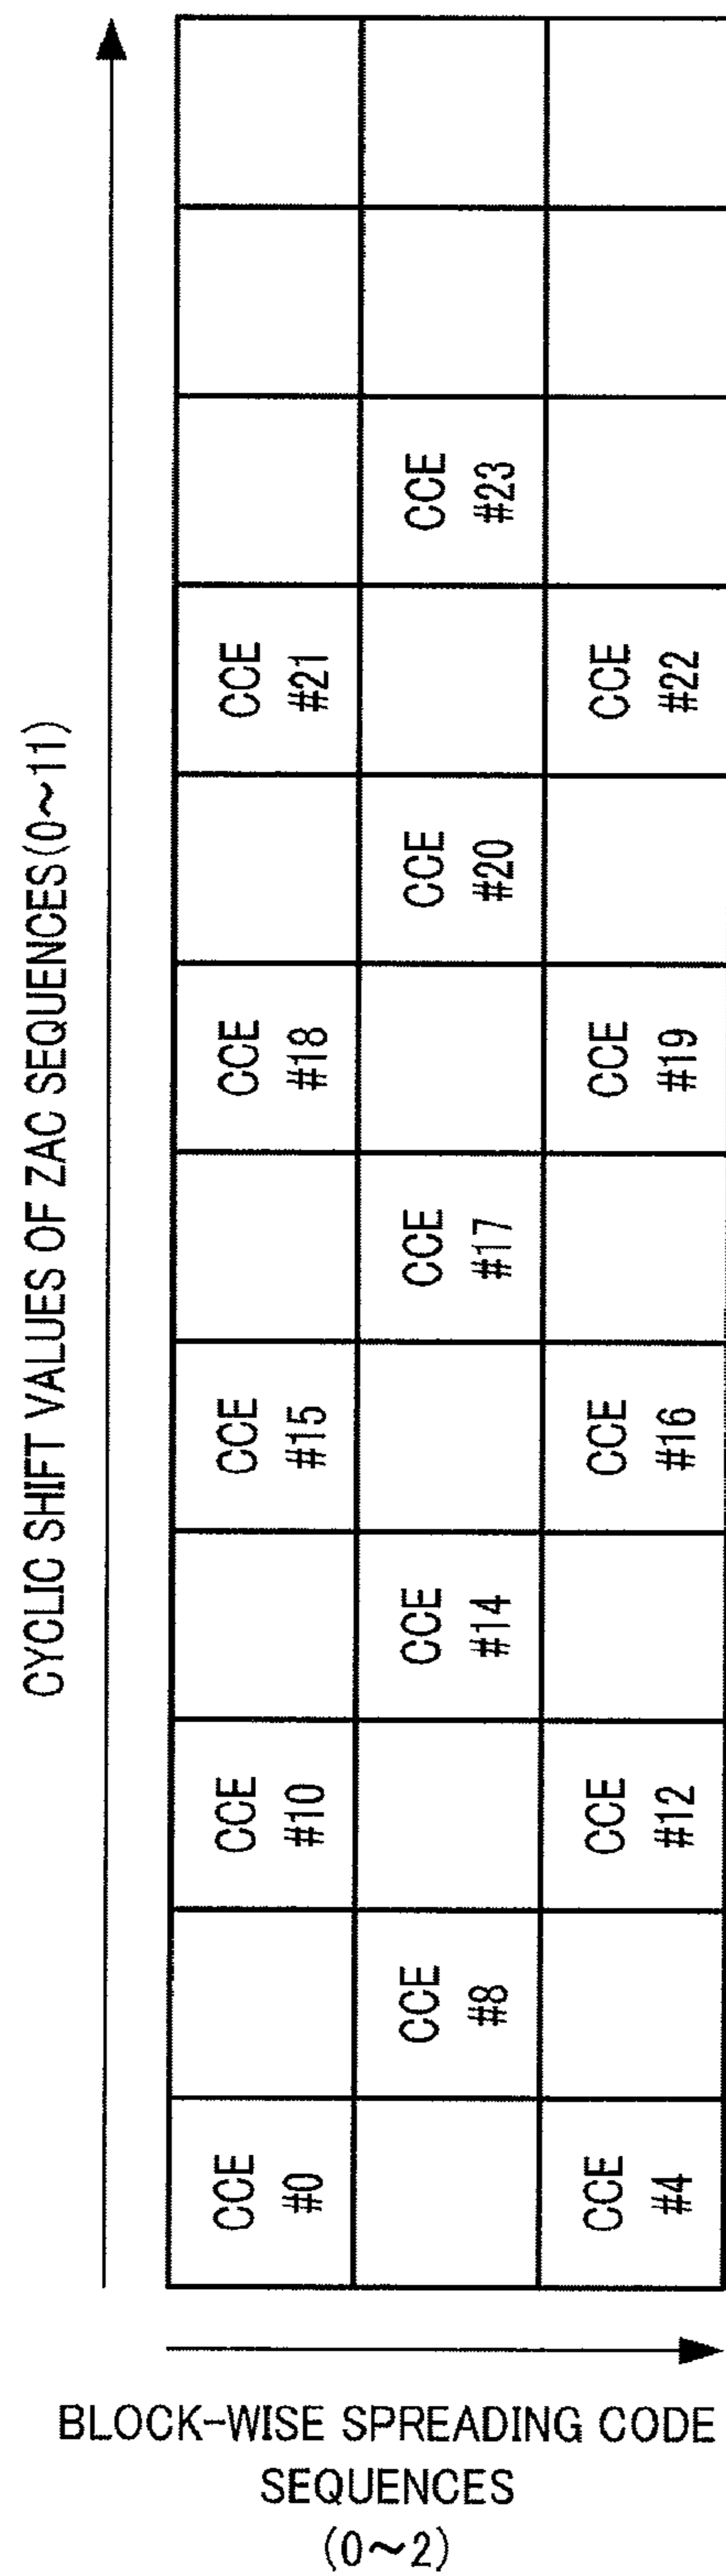 CYCLIC SHIFT VALUES OF ZAC SEQUENCES(0~11)
CCE
#23
CCE
#21
CCE
#22
CCE
#20
CCE
#18
CCE
#19
CCE
#17
CCE
#15
CCE
#16
CCE
#14
CCE
#10
CCE
#12
CCE
#8
CCE
#0
CCE
#4
BLOCK-WISE SPREADING CODE
SEQUENCES
(0~2)